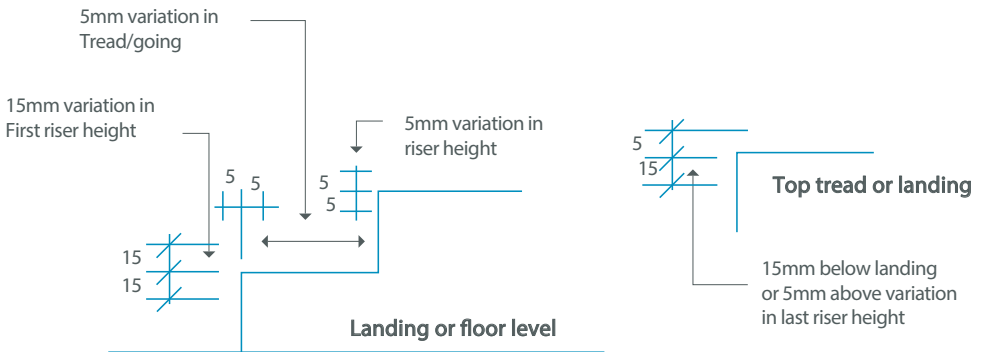 5mm variation in
Tread/going
15mm variation in
First riser height
5mm variation in
riser height
5 5
5
5
15
15
Landing or floor level
5
15
Top tread or landing
15mm below landing
or 5mm above variation
in last riser height